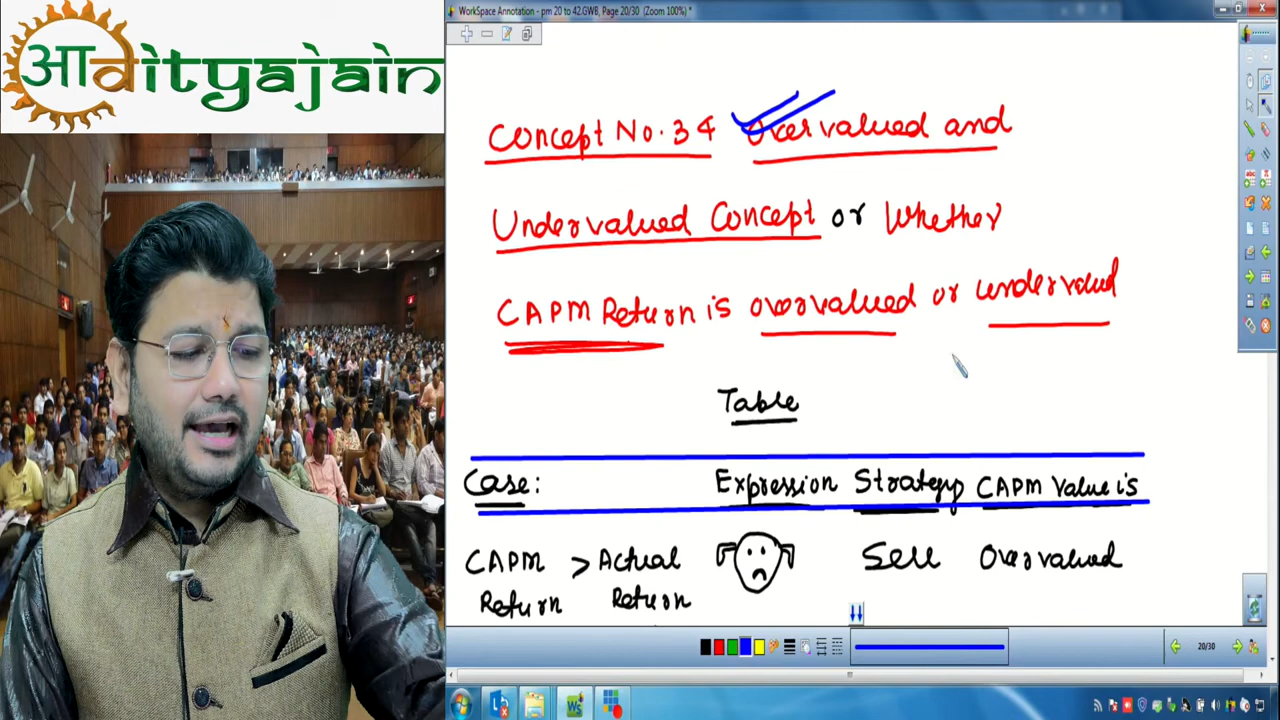 आdityajain
WorkSpace Annotation - pm 20 to 42.GWB, Page 20/30 (Zoom 100%) *
Concept No. 34 Overvalued and
Undervalued Concept or Whether
CAPM Return is overvalued or undervalued
Table
Case: Expression Strategy CAPM Value is
CAPM > Actual Sell Overvalued
Return Return
20/30